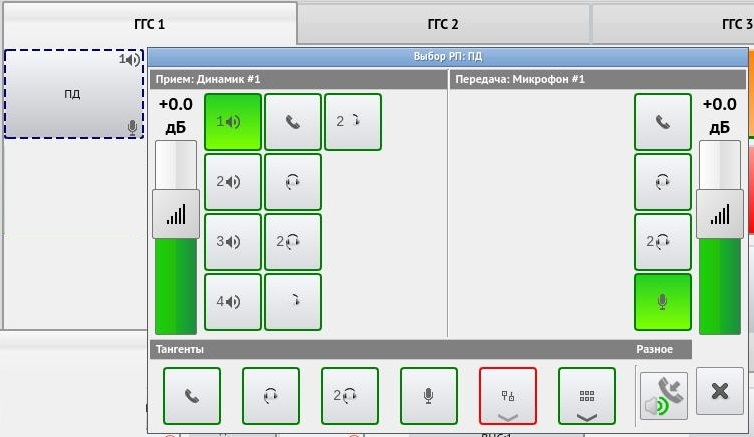 ГГС 1
ГГС 2
ГГС 3
1
ПД
Выбор РП: ПД
Прием: Динамик #1
Передача: Микрофон #1
+0.0
дБ
1
2
+0.0
дБ
2
3
2
2
4
Тангенты
Разное
2